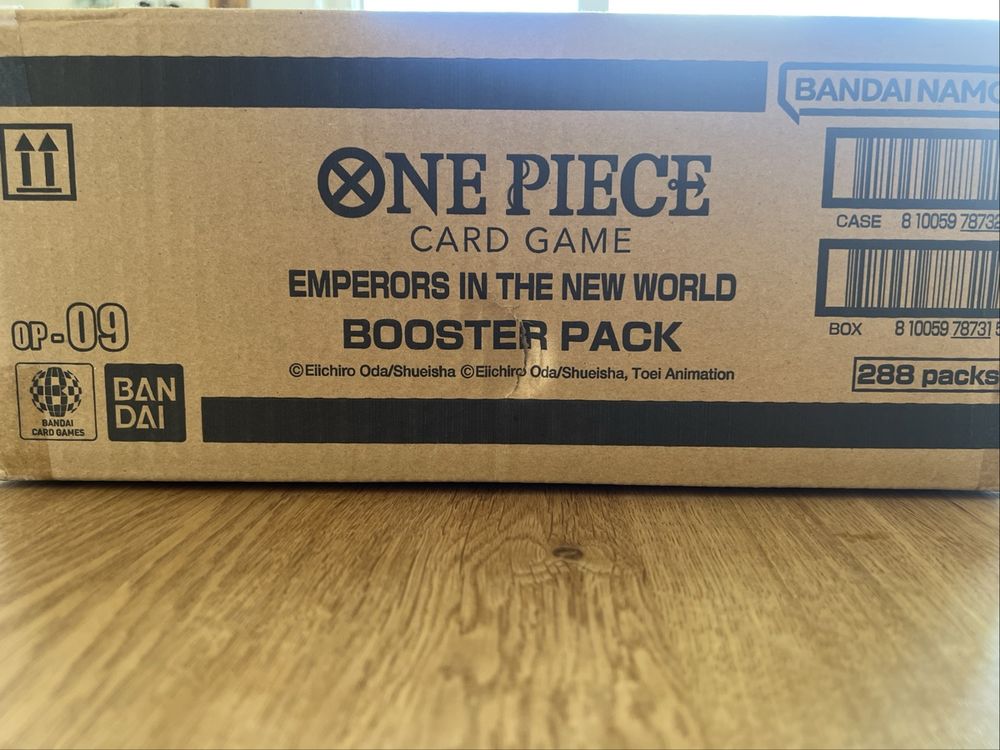 BANDAI NAMC
ONE PIECE
CARD GAME
EMPERORS IN THE NEW WORLD
BOOSTER PACK
©Eiichiro Oda/Shueisha ©Eiichiro Oda/Shueisha, Toei Animation
CASE 8 10059 78732
BOX 8 10059 78731
288 packs
OP-09
BANDAI
CARD GAMES
BAN
DAI